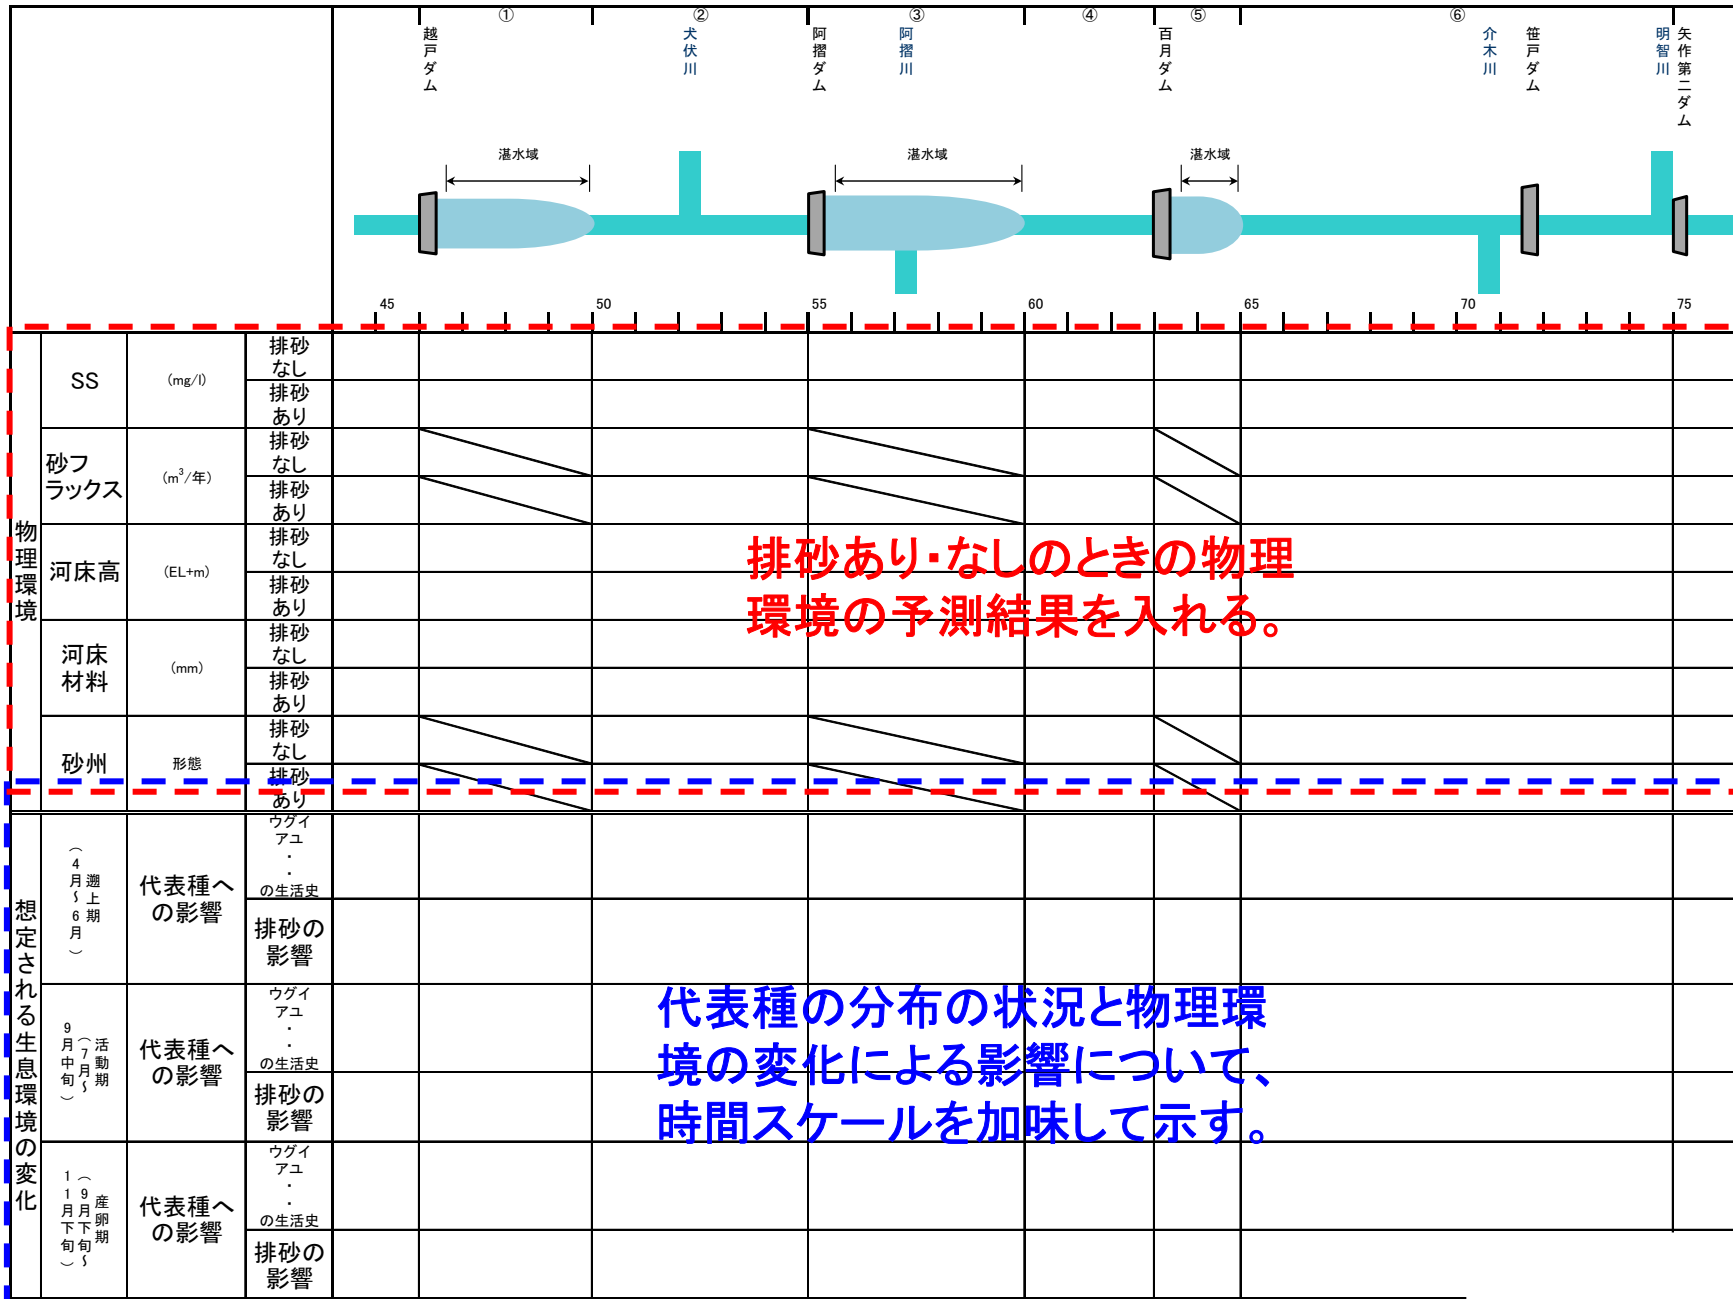 ① ② ③ ④ ⑤ ⑥
越戸ダム
犬伏川
阿摺ダム
阿摺川
百月ダム
介木川
笹戸ダム
明智川
矢作第二ダム
湛水域
湛水域
湛水域
45 50 55 60 65 70 75
物理環境
SS
(mg/l)
排砂
なし
排砂
あり
砂フ
ラックス
(m³/年)
排砂
なし
排砂
あり
河床高
(EL+m)
排砂
なし
排砂
あり
河床
材料
(mm)
排砂
なし
排砂
あり
砂州
形態
排砂
なし
排砂
あり
排砂あり・なしのときの物理
環境の予測結果を入れる。
想定される生息環境の変化
遡上期
(4月~6月)
代表種へ
の影響
ウグイ
アユ
・
・
の生活史
排砂の
影響
活動期
(7月~
9月中旬)
代表種へ
の影響
ウグイ
アユ
・
・
の生活史
排砂の
影響
産卵期
(9月下旬~
11月下旬)
代表種へ
の影響
ウグイ
アユ
・
・
の生活史
排砂の
影響
代表種の分布の状況と物理環
境の変化による影響について、
時間スケールを加味して示す。